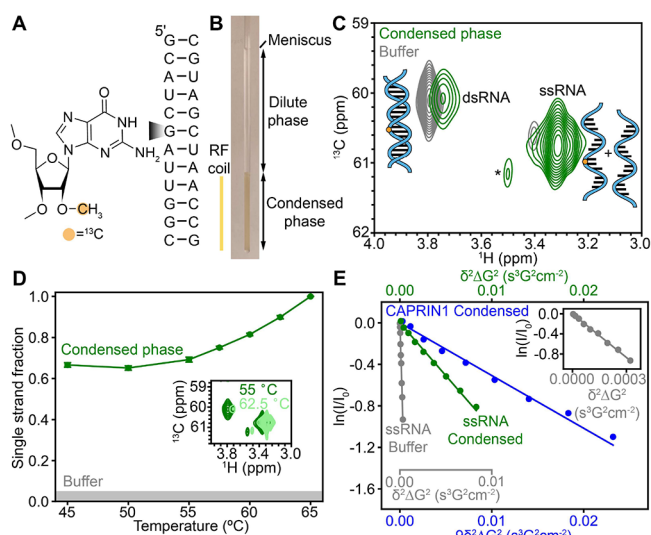 A
O
N
NH
N
N
NH₂
O
O
O
O–CH₃
=¹³C
5'
G–C
C–G
A–U
U–A
C–G
G–C
A–U
U–A
U–A
G–C
G–C
C–G
B
Meniscus
Dilute
phase
RF
coil
Condensed
phase
C
Condensed phase
Buffer
dsRNA
ssRNA
+
*
59
60
61
62
¹³C (ppm)
4.0 3.8 3.6 3.4 3.2 3.0
¹H (ppm)
D
1.0
0.8
0.6
0.4
0.2
0.0
Single strand fraction
Condensed phase
55 °C
62.5 °C
59
60
61
¹³C (ppm)
3.8 3.4 3.0
¹H (ppm)
Buffer
45 50 55 60 65
Temperature (ºC)
E
δ²ΔG² (s³G²cm⁻²)
0.00 0.01 0.02
CAPRIN1 Condensed
0.0
-0.4
-0.8
-1.2
-1.6
ln(I/I₀)
ssRNA
Buffer
ssRNA
Condensed
0.0
-0.4
-0.8
ln(I/I₀)
0.0000 0.0003
δ²ΔG²
(s³G²cm⁻²)
0.00 0.01
δ²ΔG² (s³G²cm⁻²)
0.00 0.01 0.02
9δ²ΔG² (s³G²cm⁻²)